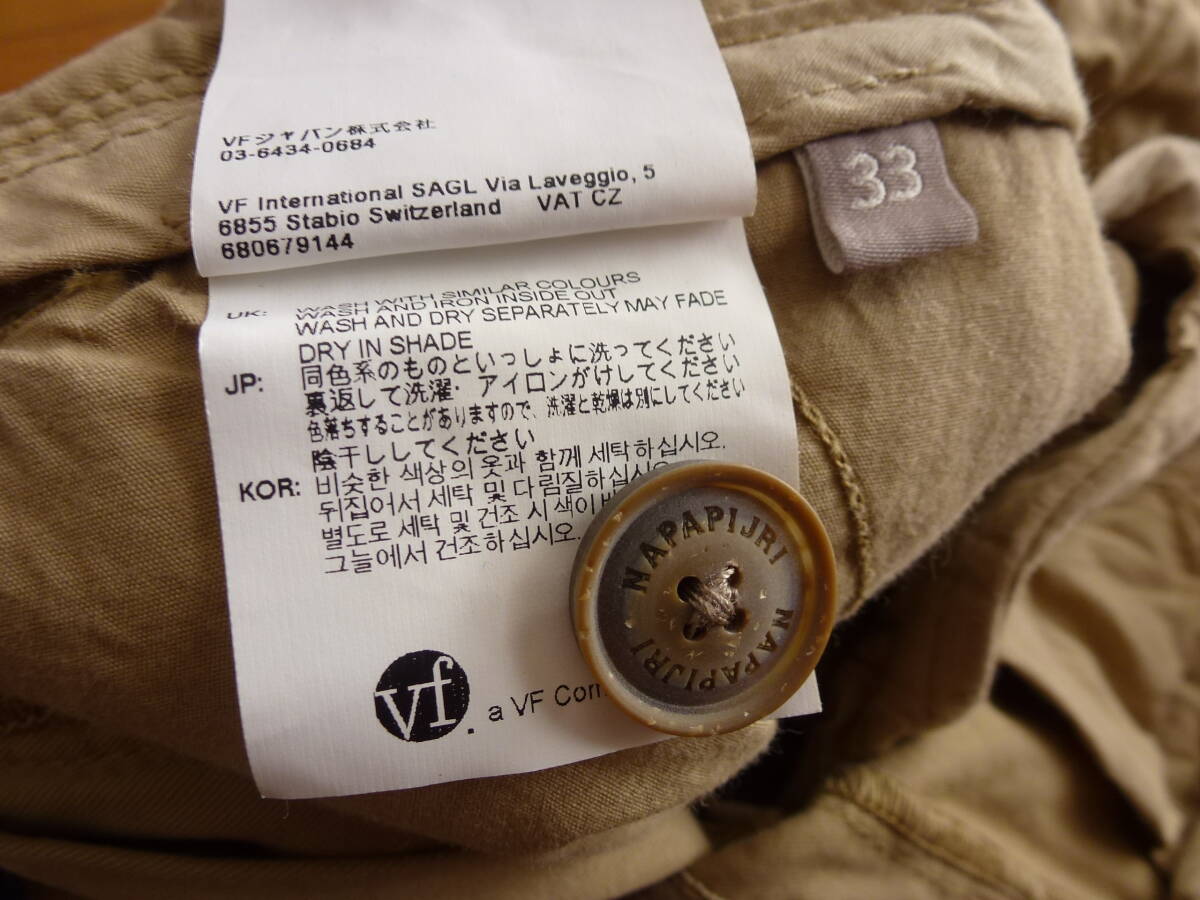 VFジャパン株式会社
03-6434-0684
VF International SAGL Via Laveggio, 5
6855 Stabio Switzerland VAT CZ
680679144
33
UK: WASH WITH SIMILAR COLOURS
WASH AND IRON INSIDE OUT
WASH AND DRY SEPARATELY MAY FADE
DRY IN SHADE
JP: 同色系のものといっしょに洗ってください
裏返して洗濯・アイロンがけしてください
色落ちすることがありますので、洗濯と乾燥は別にしてください
陰干ししてください
KOR: 비슷한 색상의 옷과 함께 세탁하십시오.
뒤집어서 세탁 및 다림질하십시오
별도로 세탁 및 건조 시 색이
그늘에서 건조하십시오.
vf.
a VF
NAPAPIJRI
NAPAPIJRI